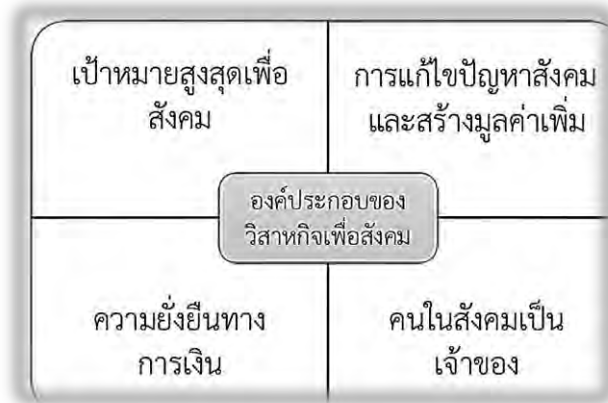 เป้าหมายสูงสุดเพื่อ
สังคม
การแก้ไขปัญหาสังคม
และสร้างมูลค่าเพิ่ม
องค์ประกอบของ
วิสาหกิจเพื่อสังคม
ความยั่งยืนทาง
การเงิน
คนในสังคมเป็น
เจ้าของ